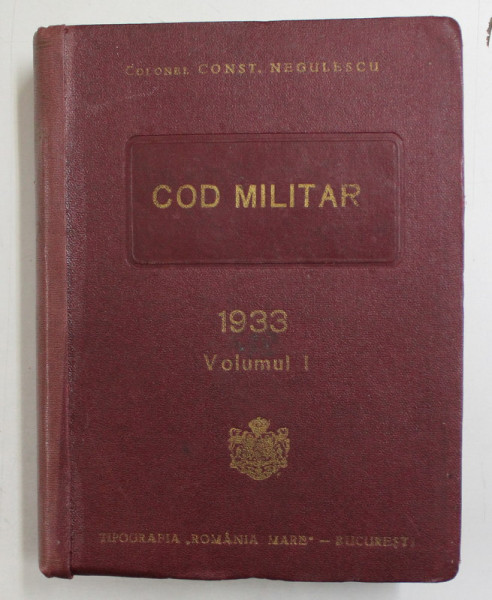 COLONEL CONST. NEGULESCU
COD MILITAR
1933
Volumul I
TIPOGRAFIA „ROMÂNIA MARE" — BUCUREȘTI